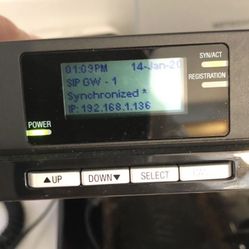 01:09PM 14-Jan-20
SIP GW - 1
Synchronized *
IP: 192.168.1.136
SYN/ACT
REGISTRATION
POWER
▲UP
DOWN▼
SELECT